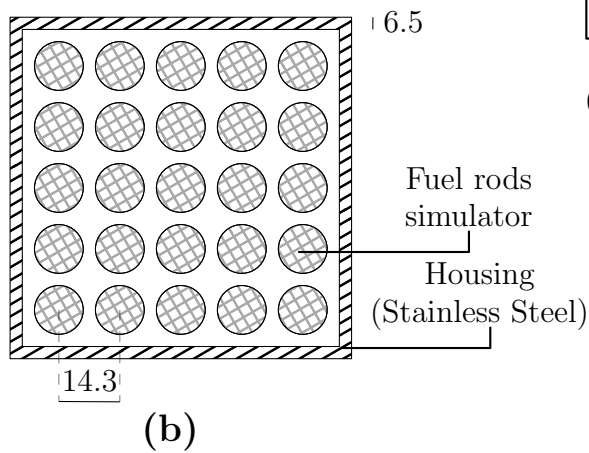 6.5
(
Fuel rods
simulator
Housing
(Stainless Steel)
14.3
(b)